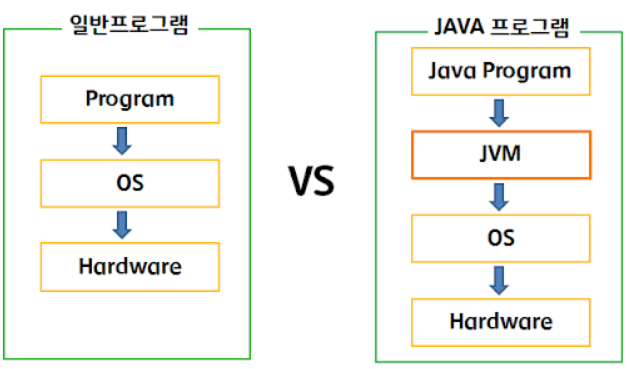 일반프로그램
Program
OS
Hardware
VS
JAVA 프로그램
Java Program
JVM
OS
Hardware